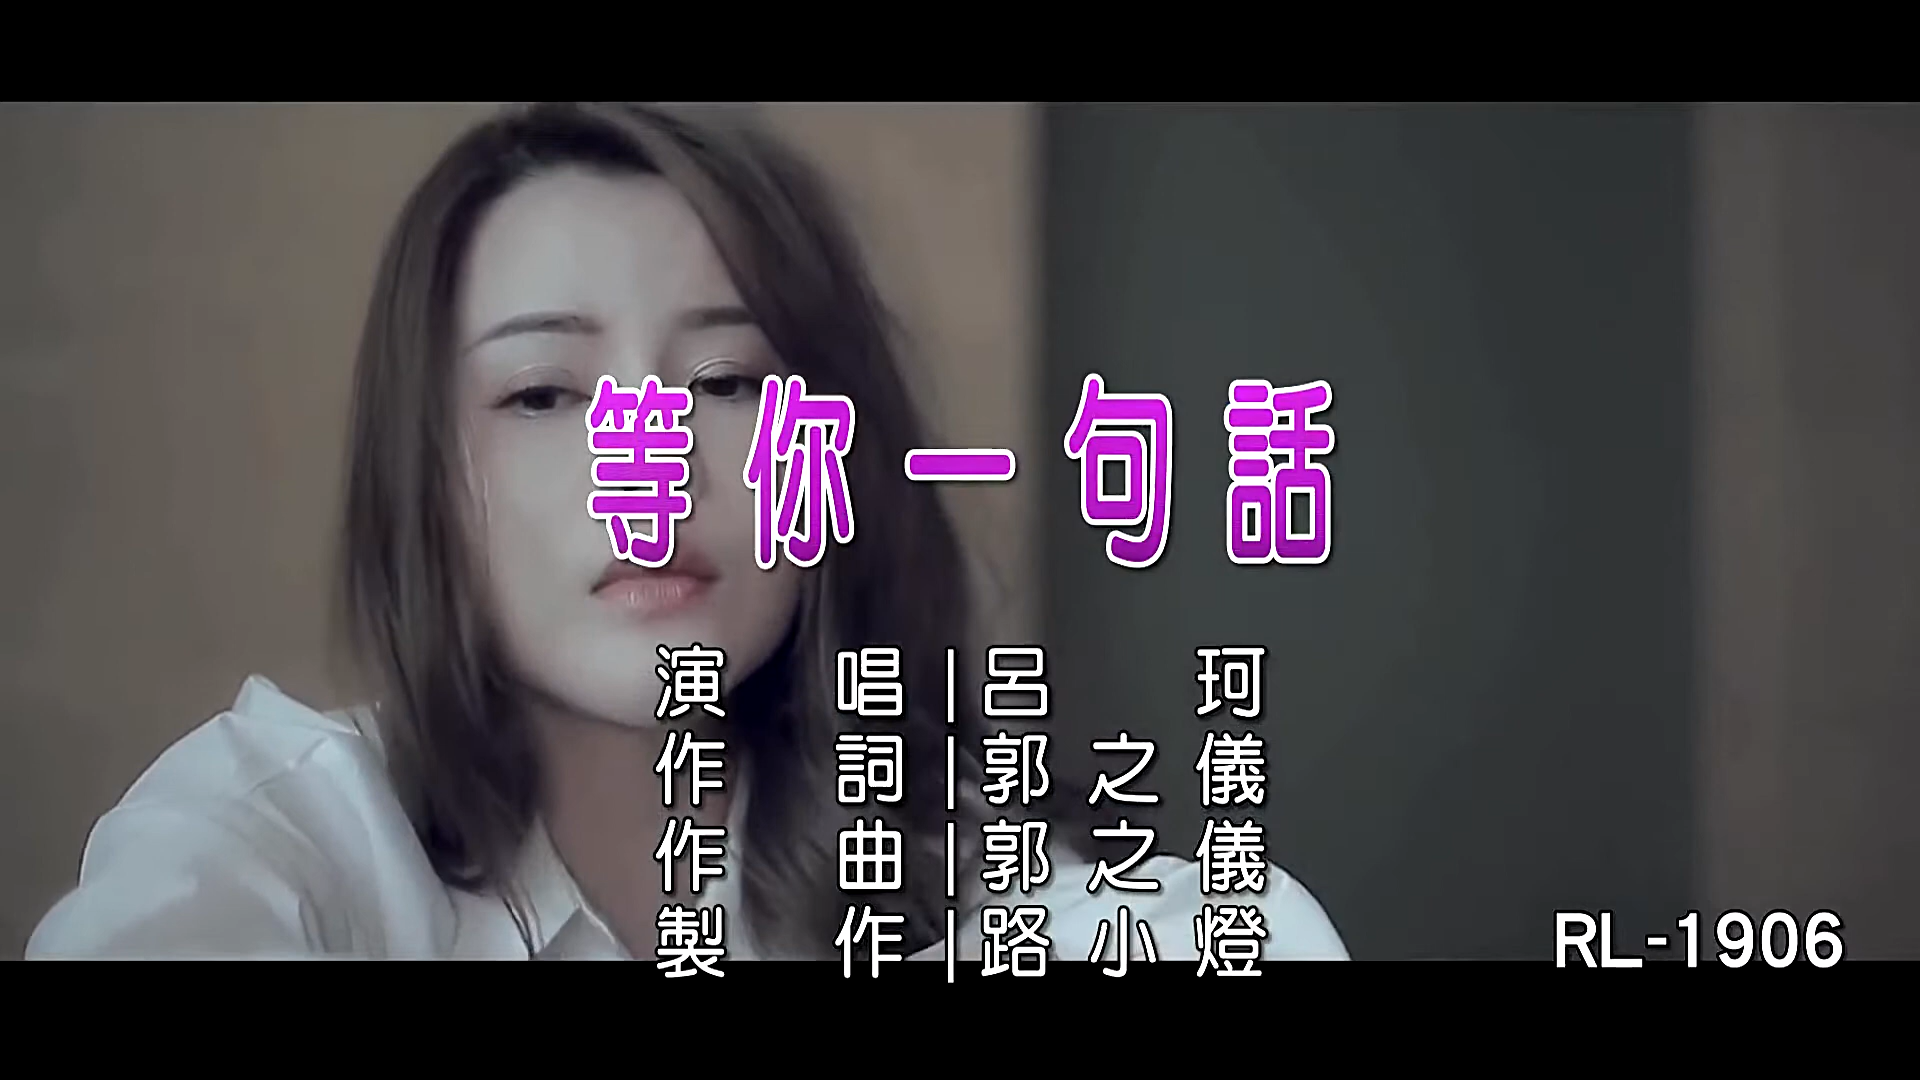 等你一句話
演唱|呂珂
作詞|郭之儀
作曲|郭之儀
製作|路小燈
RL-1906